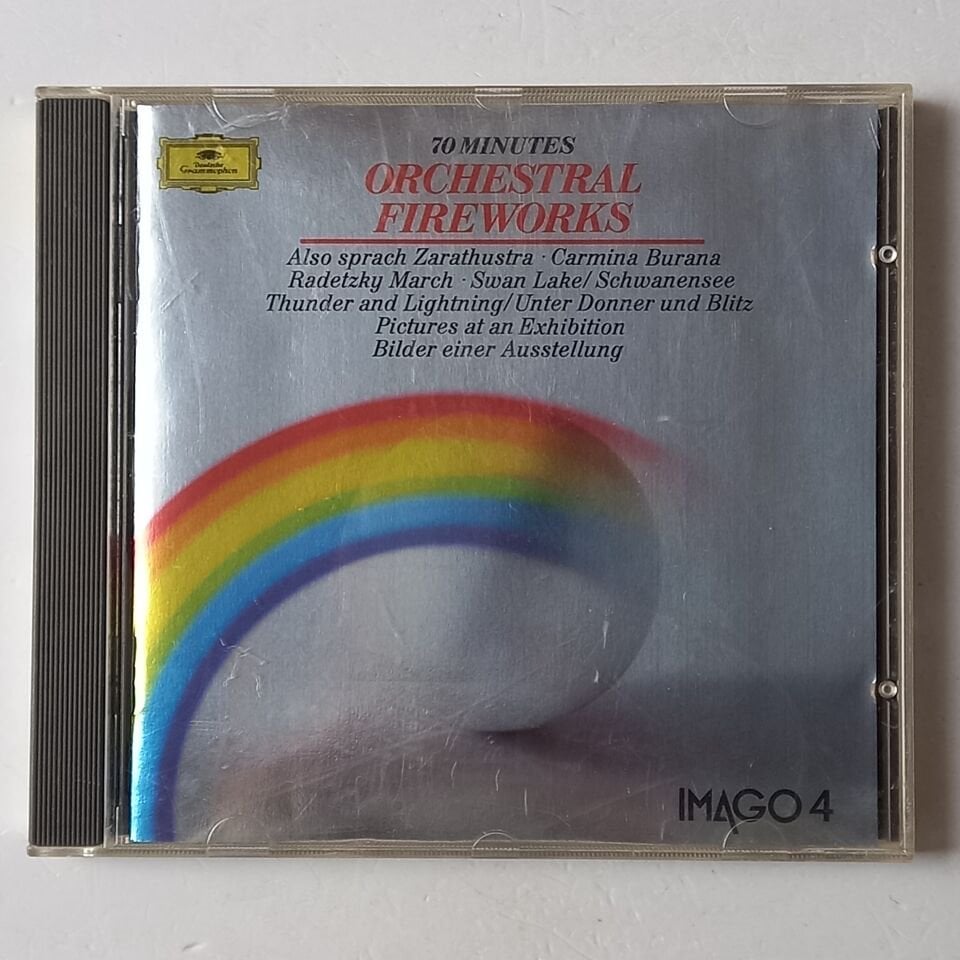 Deutsche
Grammophon
70 MINUTES
ORCHESTRAL
FIREWORKS
Also sprach Zarathustra · Carmina Burana
Radetzky March · Swan Lake/ Schwanensee
Thunder and Lightning/Unter Donner und Blitz
Pictures at an Exhibition
Bilder einer Ausstellung
IMAGO 4